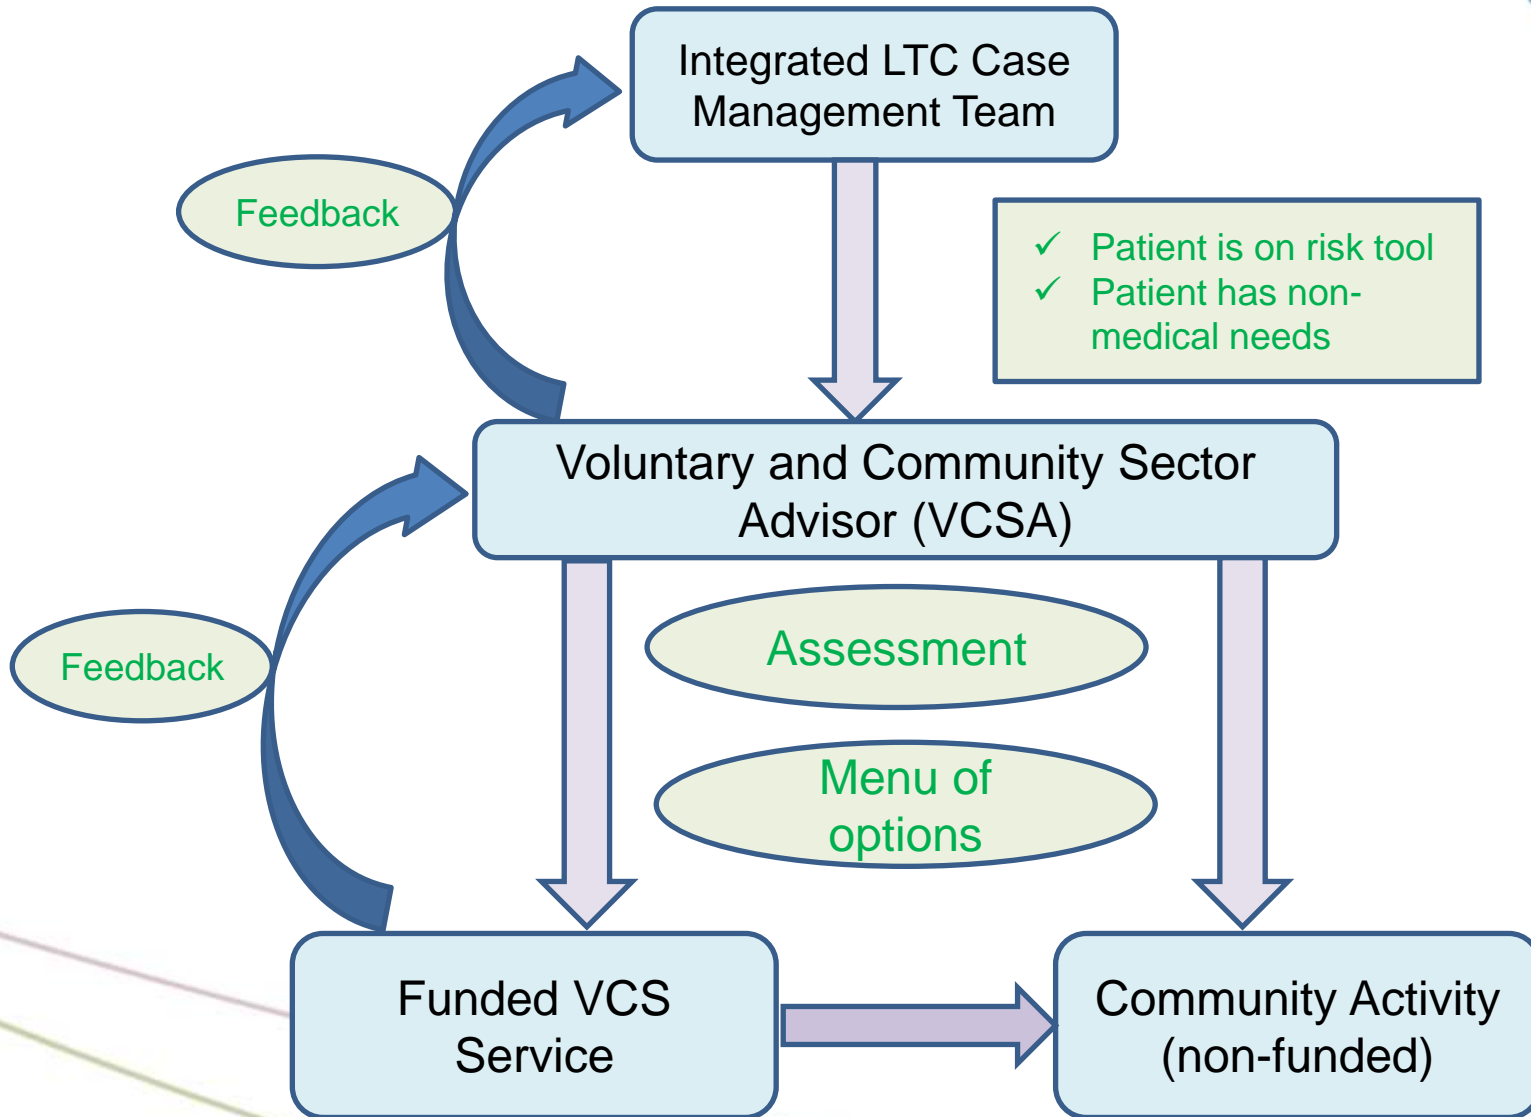 Integrated LTC Case
Management Team
Feedback
✓ Patient is on risk tool
✓ Patient has non-
medical needs
Voluntary and Community Sector
Advisor (VCSA)
Feedback
Assessment
Menu of
options
Funded VCS
Service
Community Activity
(non-funded)